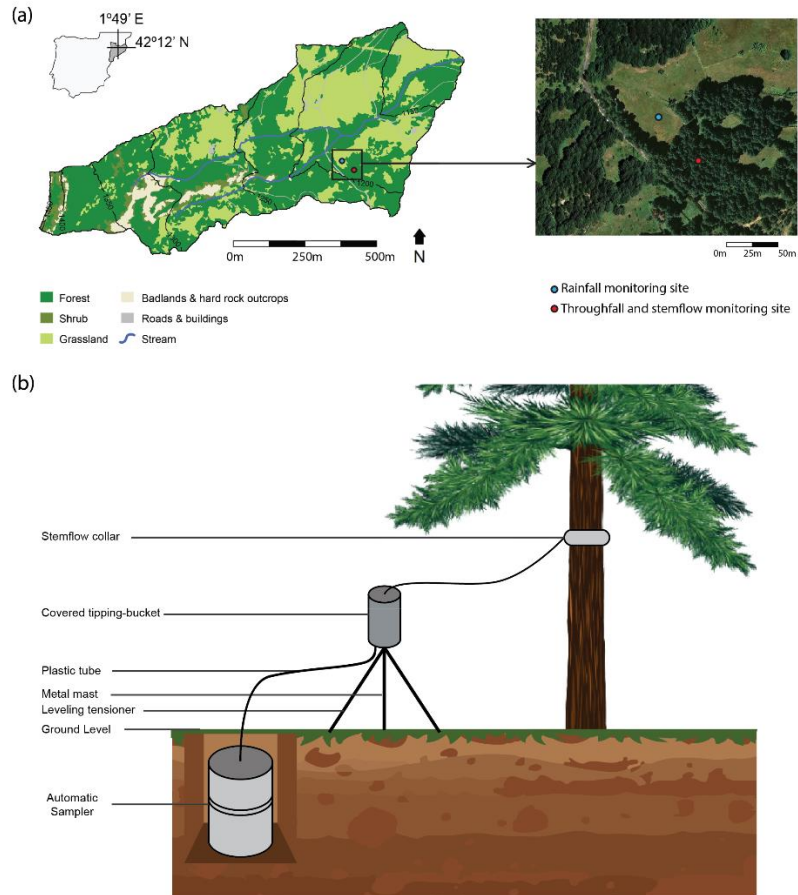 (a)
1º49' E
42º12' N
1150
1200
0m
250m
500m
N
0m
25m
50m
Forest
Shrub
Grassland
Badlands & hard rock outcrops
Roads & buildings
Stream
Rainfall monitoring site
Throughfall and stemflow monitoring site
(b)
Stemflow collar
Covered tipping-bucket
Plastic tube
Metal mast
Leveling tensioner
Ground Level
Automatic
Sampler